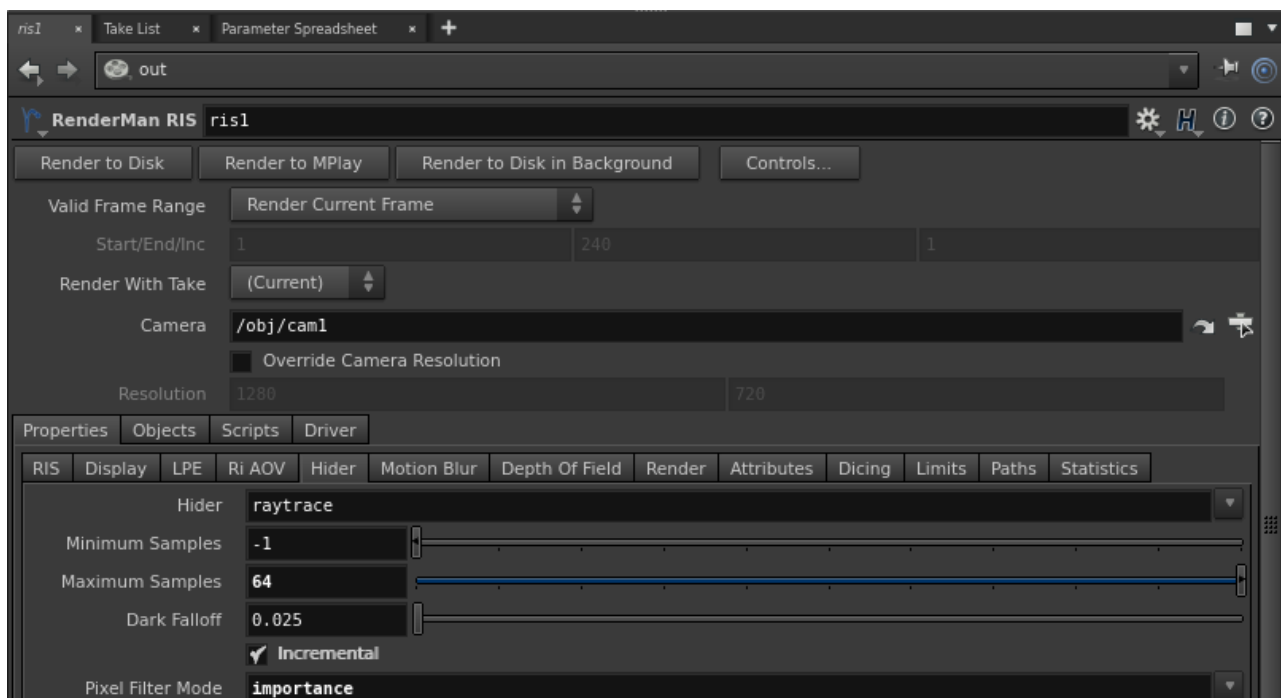 ris1 Take List Parameter Spreadsheet
out
RenderMan RIS ris1
Render to Disk Render to MPlay Render to Disk in Background Controls...
Valid Frame Range Render Current Frame
Start/End/Inc 1 240 1
Render With Take (Current)
Camera /obj/cam1
Override Camera Resolution
Resolution 1280 720
Properties Objects Scripts Driver
RIS Display LPE Ri AOV Hider Motion Blur Depth Of Field Render Attributes Dicing Limits Paths Statistics
Hider raytrace
Minimum Samples -1
Maximum Samples 64
Dark Falloff 0.025
Incremental
Pixel Filter Mode importance